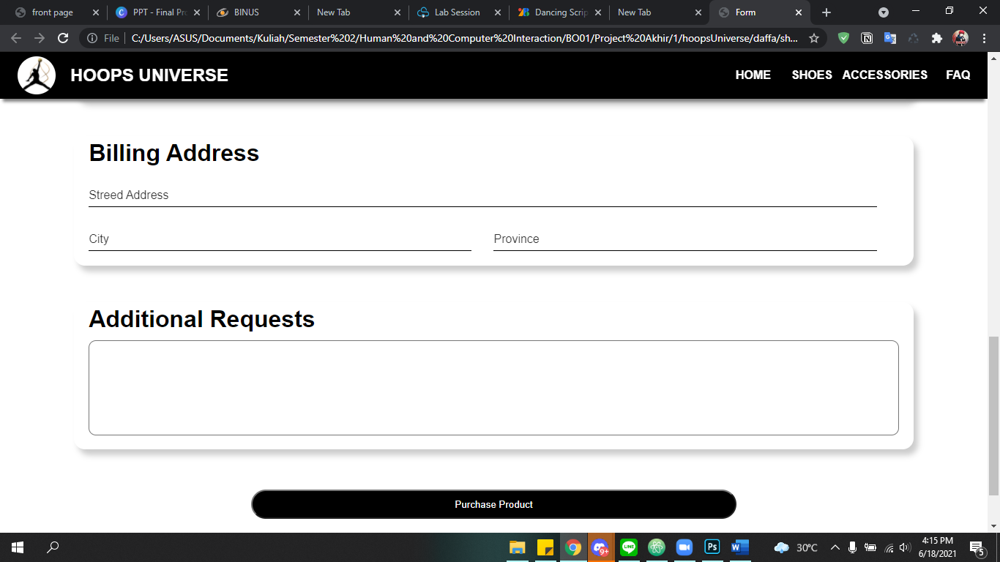 front page
PPT - Final Pro
BINUS
New Tab
Lab Session
Dancing Scrip
New Tab
Form
File
C:/Users/ASUS/Documents/Kuliah/Semester%202/Human%20and%20Computer%20Interaction/BO01/Project%20Akhir/1/hoopsUniverse/daffa/sh...
HOOPS UNIVERSE
HOME
SHOES
ACCESSORIES
FAQ
Billing Address
Streed Address
City
Province
Additional Requests
Purchase Product
9+
LINE
Ps
W
30°C
4:15 PM
6/18/2021
5